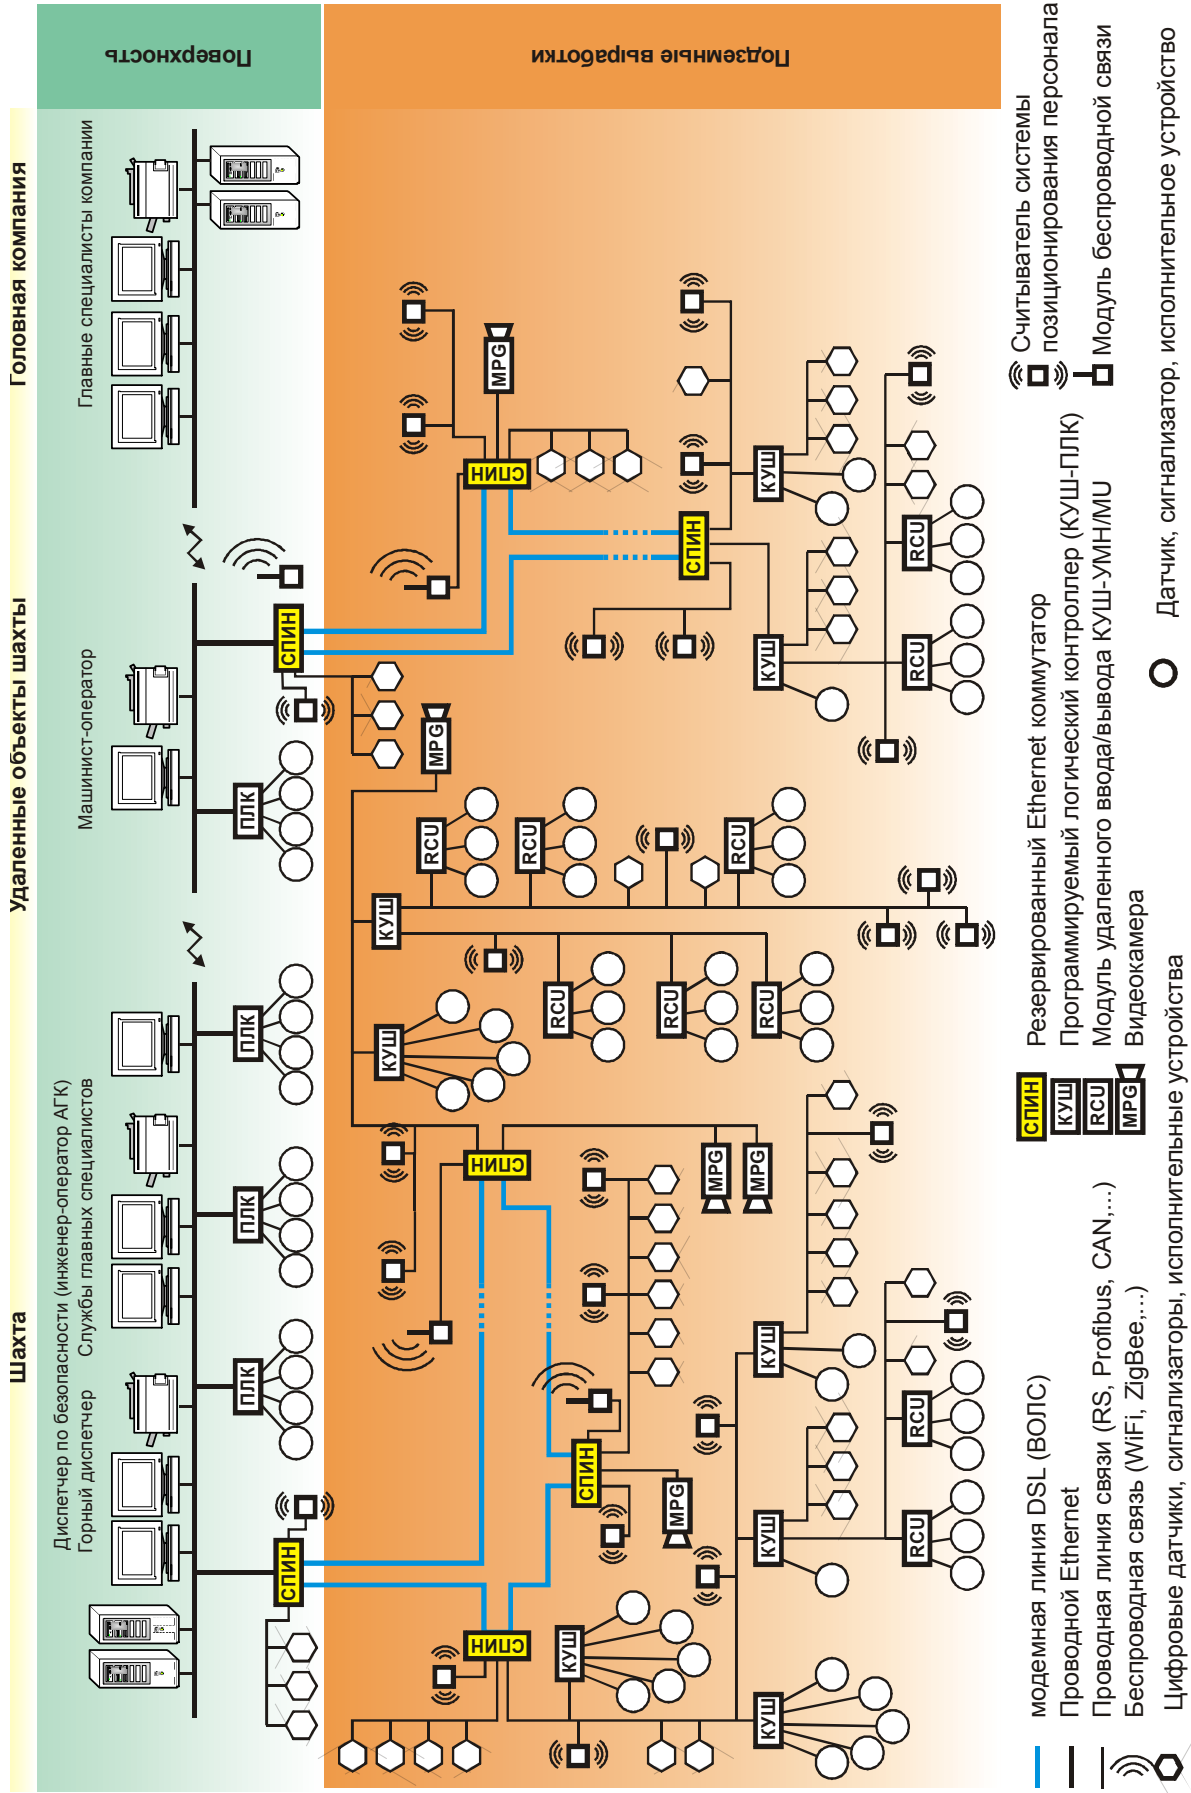 Шахта
Удаленные объекты шахты
Головная компания
Диспетчер по безопасности (инженер-оператор АГК)
Горный диспетчер
Службы главных специалистов
Машинист-оператор
Главные специалисты компании
Поверхность
ПЛК
ПЛК
ПЛК
ПЛК
СПИН
СПИН
Подземные выработки
СПИН
СПИН
СПИН
СПИН
СПИН
КУШ
КУШ
КУШ
КУШ
КУШ
КУШ
КУШ
КУШ
RCU
RCU
RCU
RCU
RCU
RCU
RCU
RCU
RCU
RCU
MPG
MPG
MPG
MPG
MPG
модемная линия DSL (ВОЛС)
Проводной Ethernet
Проводная линия связи (RS, Profibus, CAN,...)
Беспроводная связь (WiFi, ZigBee,...)
Цифровые датчики, сигнализаторы, исполнительные устройства
СПИН
Резервированный Ethernet коммутатор
КУШ
Программируемый логический контроллер (КУШ-ПЛК)
RCU
Модуль удаленного ввода/вывода КУШ-УМН/MU
MPG
Видеокамера
Считыватель системы
позиционирования персонала
Модуль беспроводной связи
Датчик, сигнализатор, исполнительное устройство